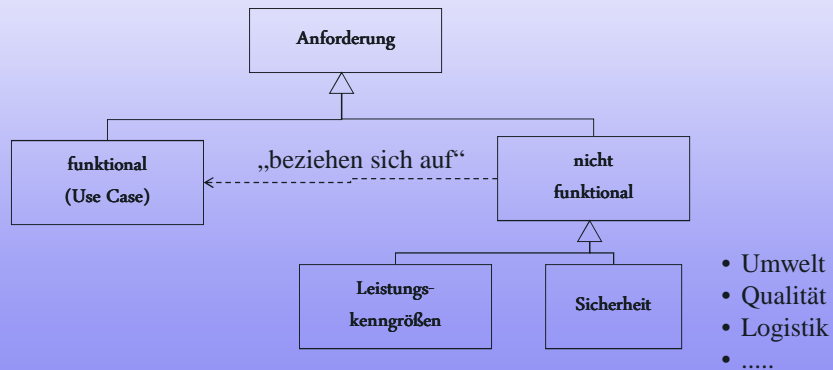 Anforderung
funktional
(Use Case)
„beziehen sich auf“
nicht
funktional
Leistungs-
kenngrößen
Sicherheit
• Umwelt
• Qualität
• Logistik
• .....